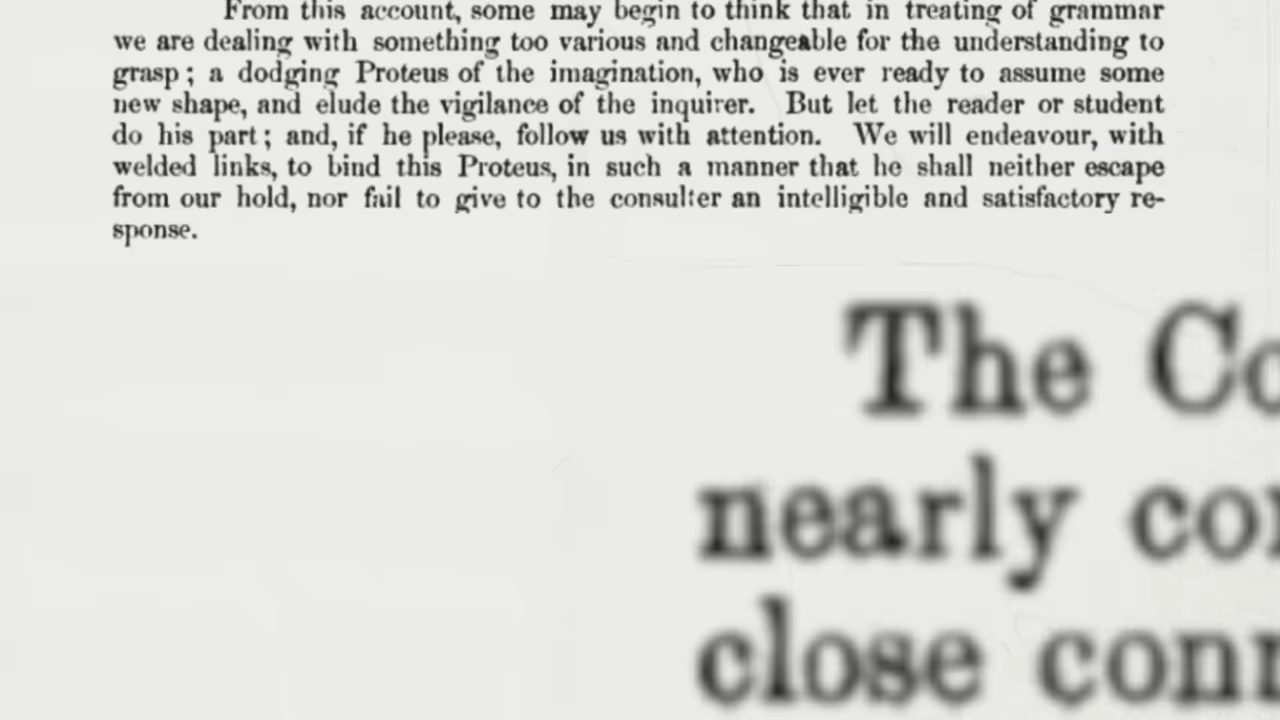 From this account, some may begin to think that in treating of grammar
we are dealing with something too various and changeable for the understanding to
grasp; a dodging Proteus of the imagination, who is ever ready to assume some
new shape, and elude the vigilance of the inquirer. But let the reader or student
do his part; and, if he please, follow us with attention. We will endeavour, with
welded links, to bind this Proteus, in such a manner that he shall neither escape
from our hold, nor fail to give to the consulter an intelligible and satisfactory re-
sponse.
The Co
nearly con
close conn